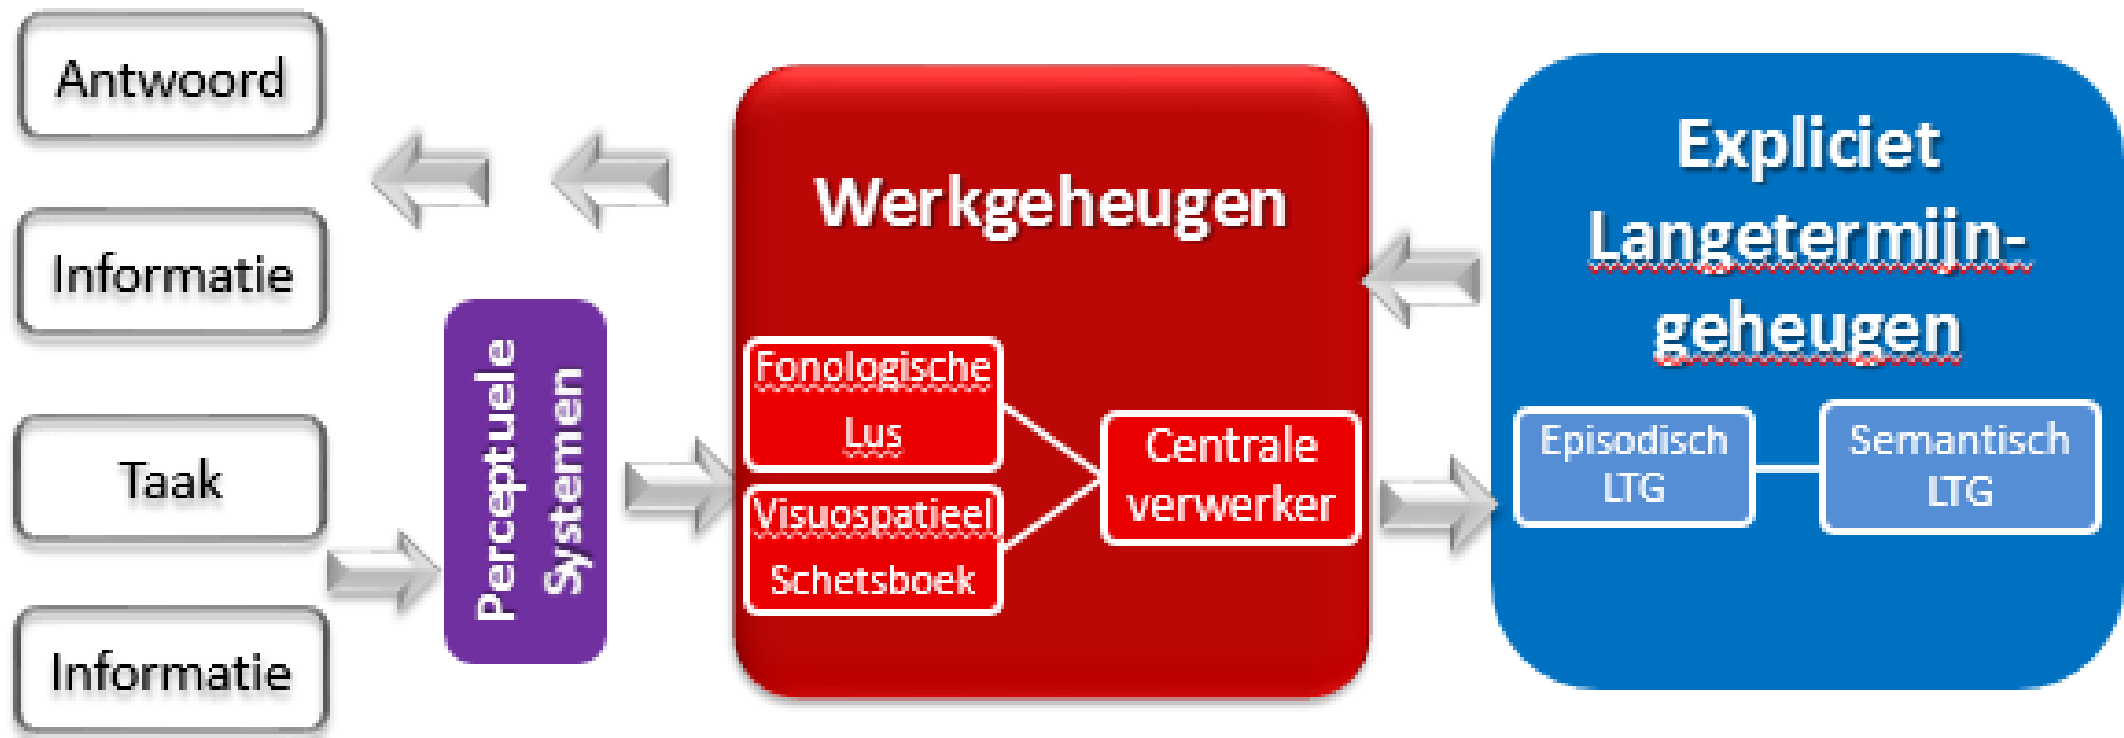 Antwoord
Informatie
Taak
Informatie
Perceptuele
Systemen
Werkgeheugen
Fonologische
Lus
Visuospatieel
Schetsboek
Centrale
verwerker
Expliciet
Langetermijn-
geheugen
Episodisch
LTG
Semantisch
LTG